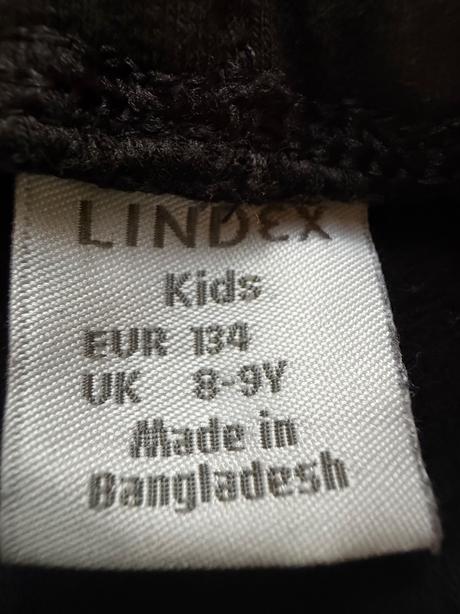 LINDEX
Kids
EUR 134
UK 8-9Y
Made in
Bangladesh